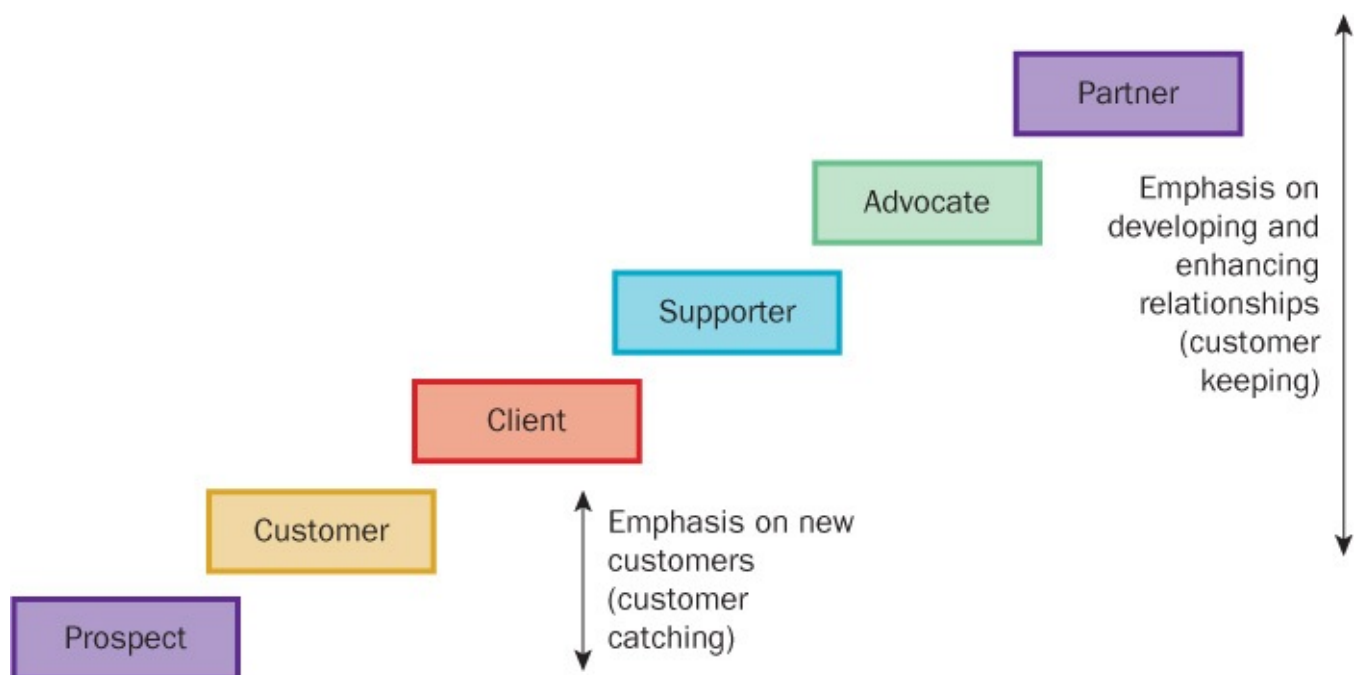 Partner
Advocate
Supporter
Client
Customer
Prospect
Emphasis on
developing and
enhancing
relationships
(customer
keeping)
Emphasis on new
customers
(customer
catching)